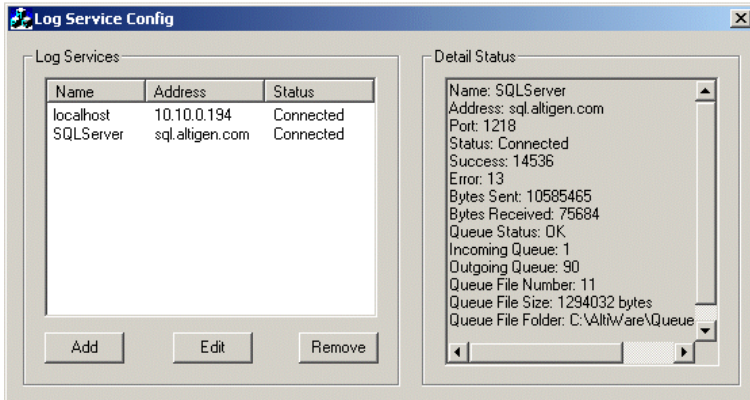 Log Service Config
Log Services
Name Address Status
localhost 10.10.0.194 Connected
SQLServer sql.altigen.com Connected
Add Edit Remove
Detail Status
Name: SQLServer
Address: sql.altigen.com
Port: 1218
Status: Connected
Success: 14536
Error: 13
Bytes Sent: 10585465
Bytes Received: 75684
Queue Status: OK
Incoming Queue: 1
Outgoing Queue: 90
Queue File Number: 11
Queue File Size: 1294032 bytes
Queue File Folder: C:\AltiWare\Queue